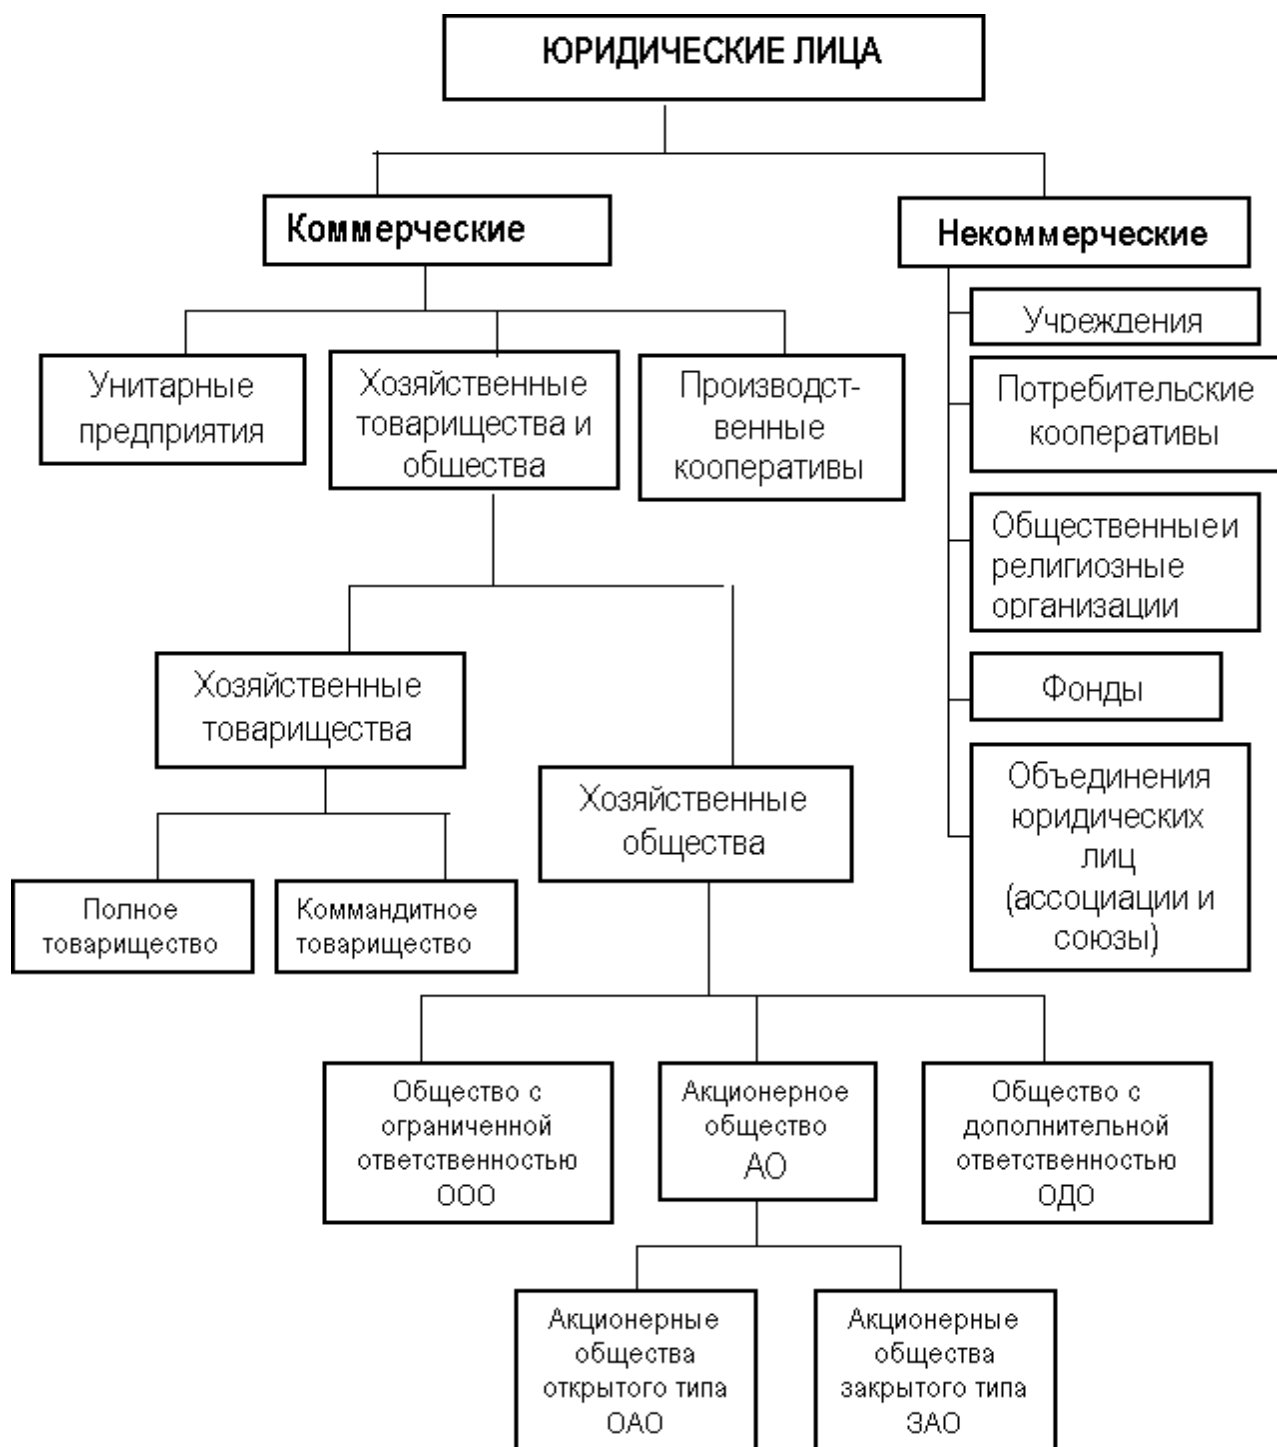 ЮРИДИЧЕСКИЕ ЛИЦА
Коммерческие
Некоммерческие
Унитарные
предприятия
Хозяйственные
товарищества и
общества
Производст-
венные
кооперативы
Учреждения
Потребительские
кооперативы
Общественные и
религиозные
организации
Фонды
Объединения
юридических
лиц
(ассоциации и
союзы)
Хозяйственные
товарищества
Хозяйственные
общества
Полное
товарищество
Коммандитное
товарищество
Общество с
ограниченной
ответственностью
ООО
Акционерное
общество
АО
Общество с
дополнительной
ответственностью
ОДО
Акционерные
общества
открытого типа
ОАО
Акционерные
общества
закрытого типа
ЗАО